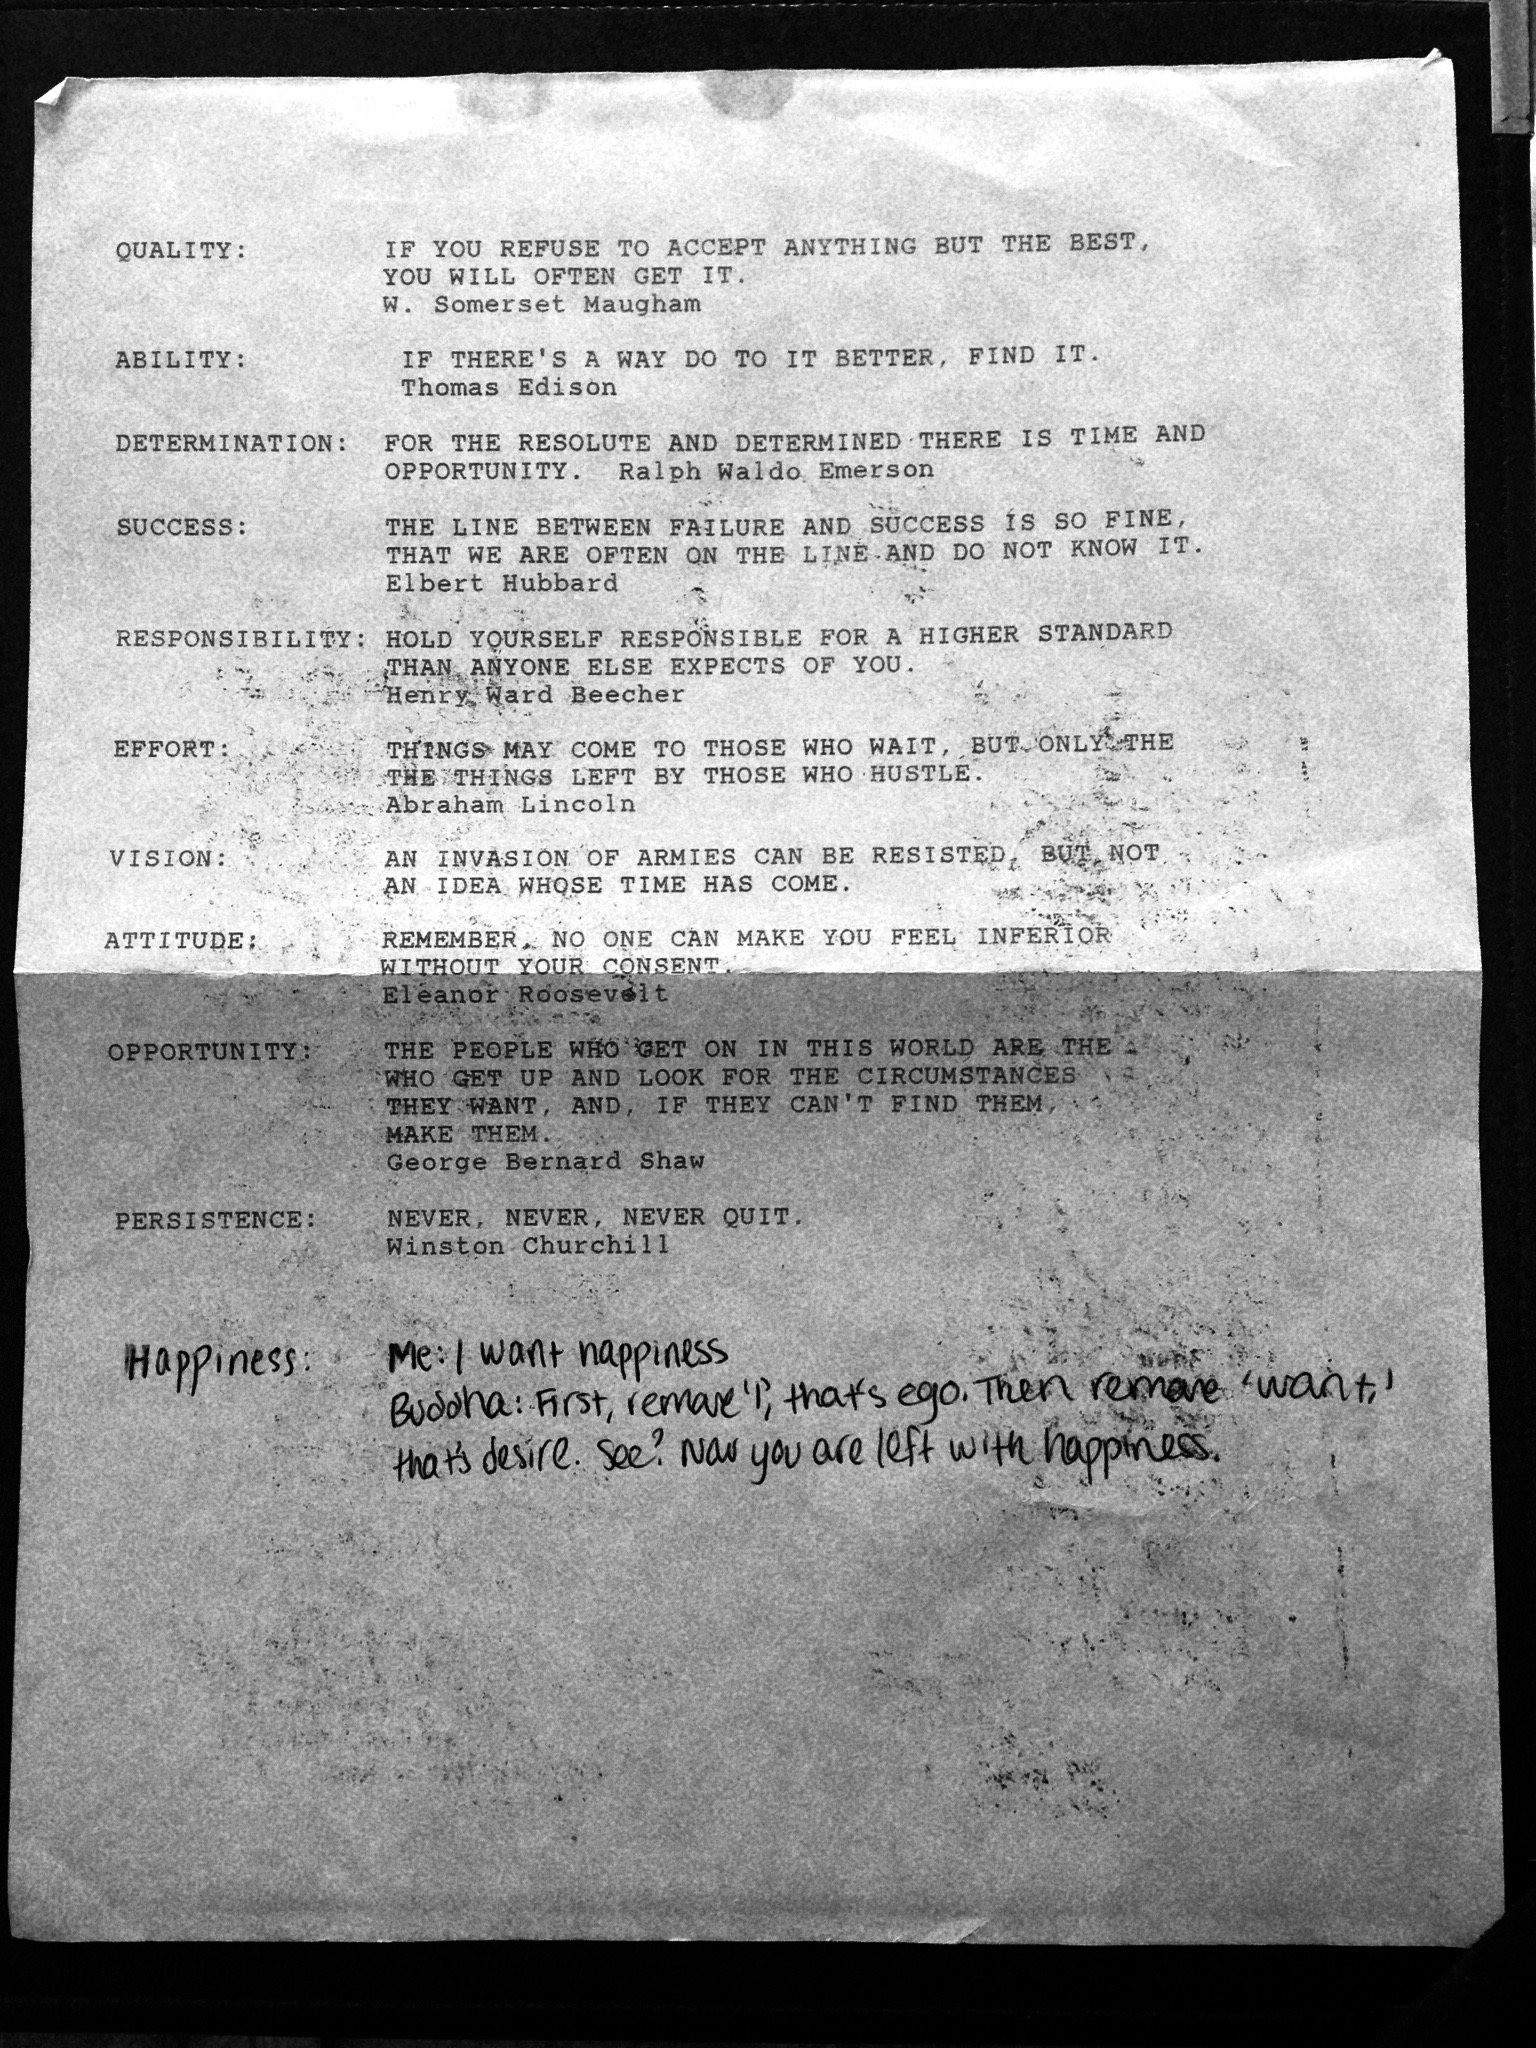 QUALITY: IF YOU REFUSE TO ACCEPT ANYTHING BUT THE BEST,
YOU WILL OFTEN GET IT.
W. Somerset Maugham
ABILITY: IF THERE'S A WAY DO TO IT BETTER, FIND IT.
Thomas Edison
DETERMINATION: FOR THE RESOLUTE AND DETERMINED THERE IS TIME AND
OPPORTUNITY. Ralph Waldo Emerson
SUCCESS: THE LINE BETWEEN FAILURE AND SUCCESS IS SO FINE,
THAT WE ARE OFTEN ON THE LINE AND DO NOT KNOW IT.
Elbert Hubbard
RESPONSIBILITY: HOLD YOURSELF RESPONSIBLE FOR A HIGHER STANDARD
THAN ANYONE ELSE EXPECTS OF YOU.
Henry Ward Beecher
EFFORT: THINGS MAY COME TO THOSE WHO WAIT, BUT ONLY THE
THE THINGS LEFT BY THOSE WHO HUSTLE.
Abraham Lincoln
VISION: AN INVASION OF ARMIES CAN BE RESISTED, BUT NOT
AN IDEA WHOSE TIME HAS COME.
ATTITUDE: REMEMBER, NO ONE CAN MAKE YOU FEEL INFERIOR
WITHOUT YOUR CONSENT.
Eleanor Roosevelt
OPPORTUNITY: THE PEOPLE WHO GET ON IN THIS WORLD ARE THE
WHO GET UP AND LOOK FOR THE CIRCUMSTANCES
THEY WANT, AND, IF THEY CAN'T FIND THEM,
MAKE THEM.
George Bernard Shaw
PERSISTENCE: NEVER, NEVER, NEVER QUIT.
Winston Churchill
Happiness: Me: I want happiness
Buddha: First, remove 'I', that's ego. Then remove 'want,'
that's desire. See? Now you are left with happiness.